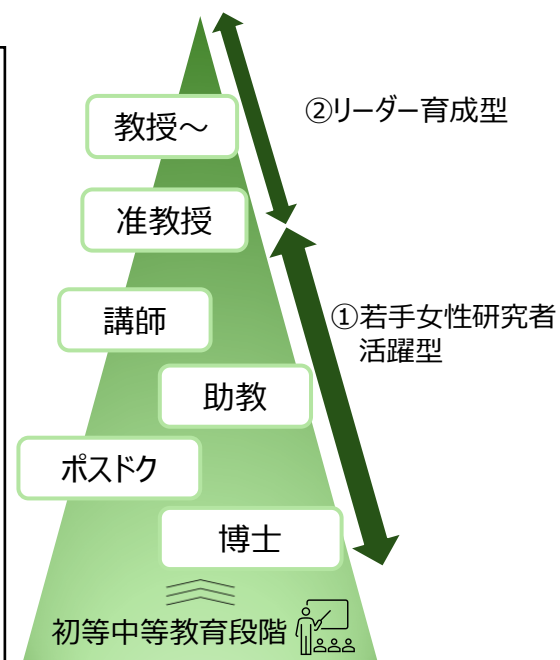 教授～
②リーダー育成型
准教授
講師
①若手女性研究者
活躍型
助教
ポスドク
博士
初等中等教育段階